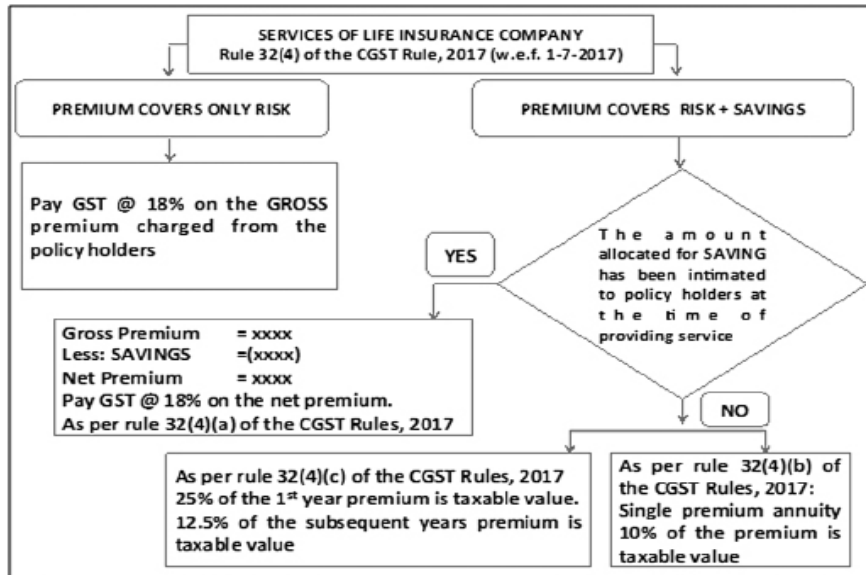 SERVICES OF LIFE INSURANCE COMPANY
Rule 32(4) of the CGST Rule, 2017 (w.e.f. 1-7-2017)
PREMIUM COVERS ONLY RISK
PREMIUM COVERS RISK + SAVINGS
Pay GST @ 18% on the GROSS
premium charged from the
policy holders
The amount
allocated for SAVING
has been intimated
to policy holders at
the time of
providing service
YES
Gross Premium = xxxx
Less: SAVINGS =(xxxx)
Net Premium = xxxx
Pay GST @ 18% on the net premium.
As per rule 32(4)(a) of the CGST Rules, 2017
NO
As per rule 32(4)(c) of the CGST Rules, 2017
25% of the 1st year premium is taxable value.
12.5% of the subsequent years premium is
taxable value
As per rule 32(4)(b) of
the CGST Rules, 2017:
Single premium annuity
10% of the premium is
taxable value